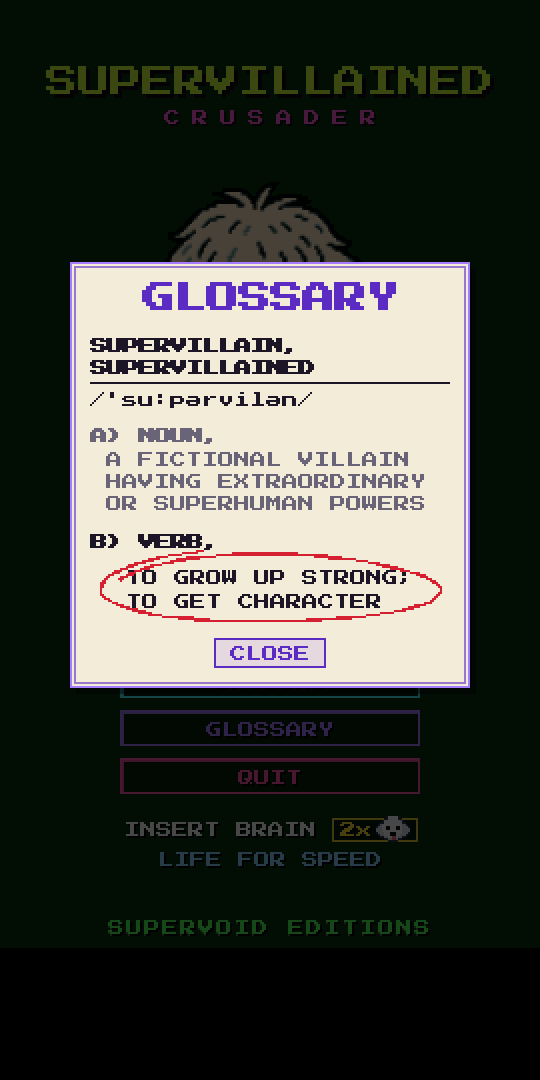 SUPERVILLAINED
CRUSADER
GLOSSARY
SUPERVILLAIN,
SUPERVILLAINED
/'su:pərvilən/
A) NOUN,
A FICTIONAL VILLAIN
HAVING EXTRAORDINARY
OR SUPERHUMAN POWERS
B) VERB,
TO GROW UP STRONG;
TO GET CHARACTER
CLOSE
GLOSSARY
QUIT
INSERT BRAIN 2x
LIFE FOR SPEED
SUPERVOID EDITIONS